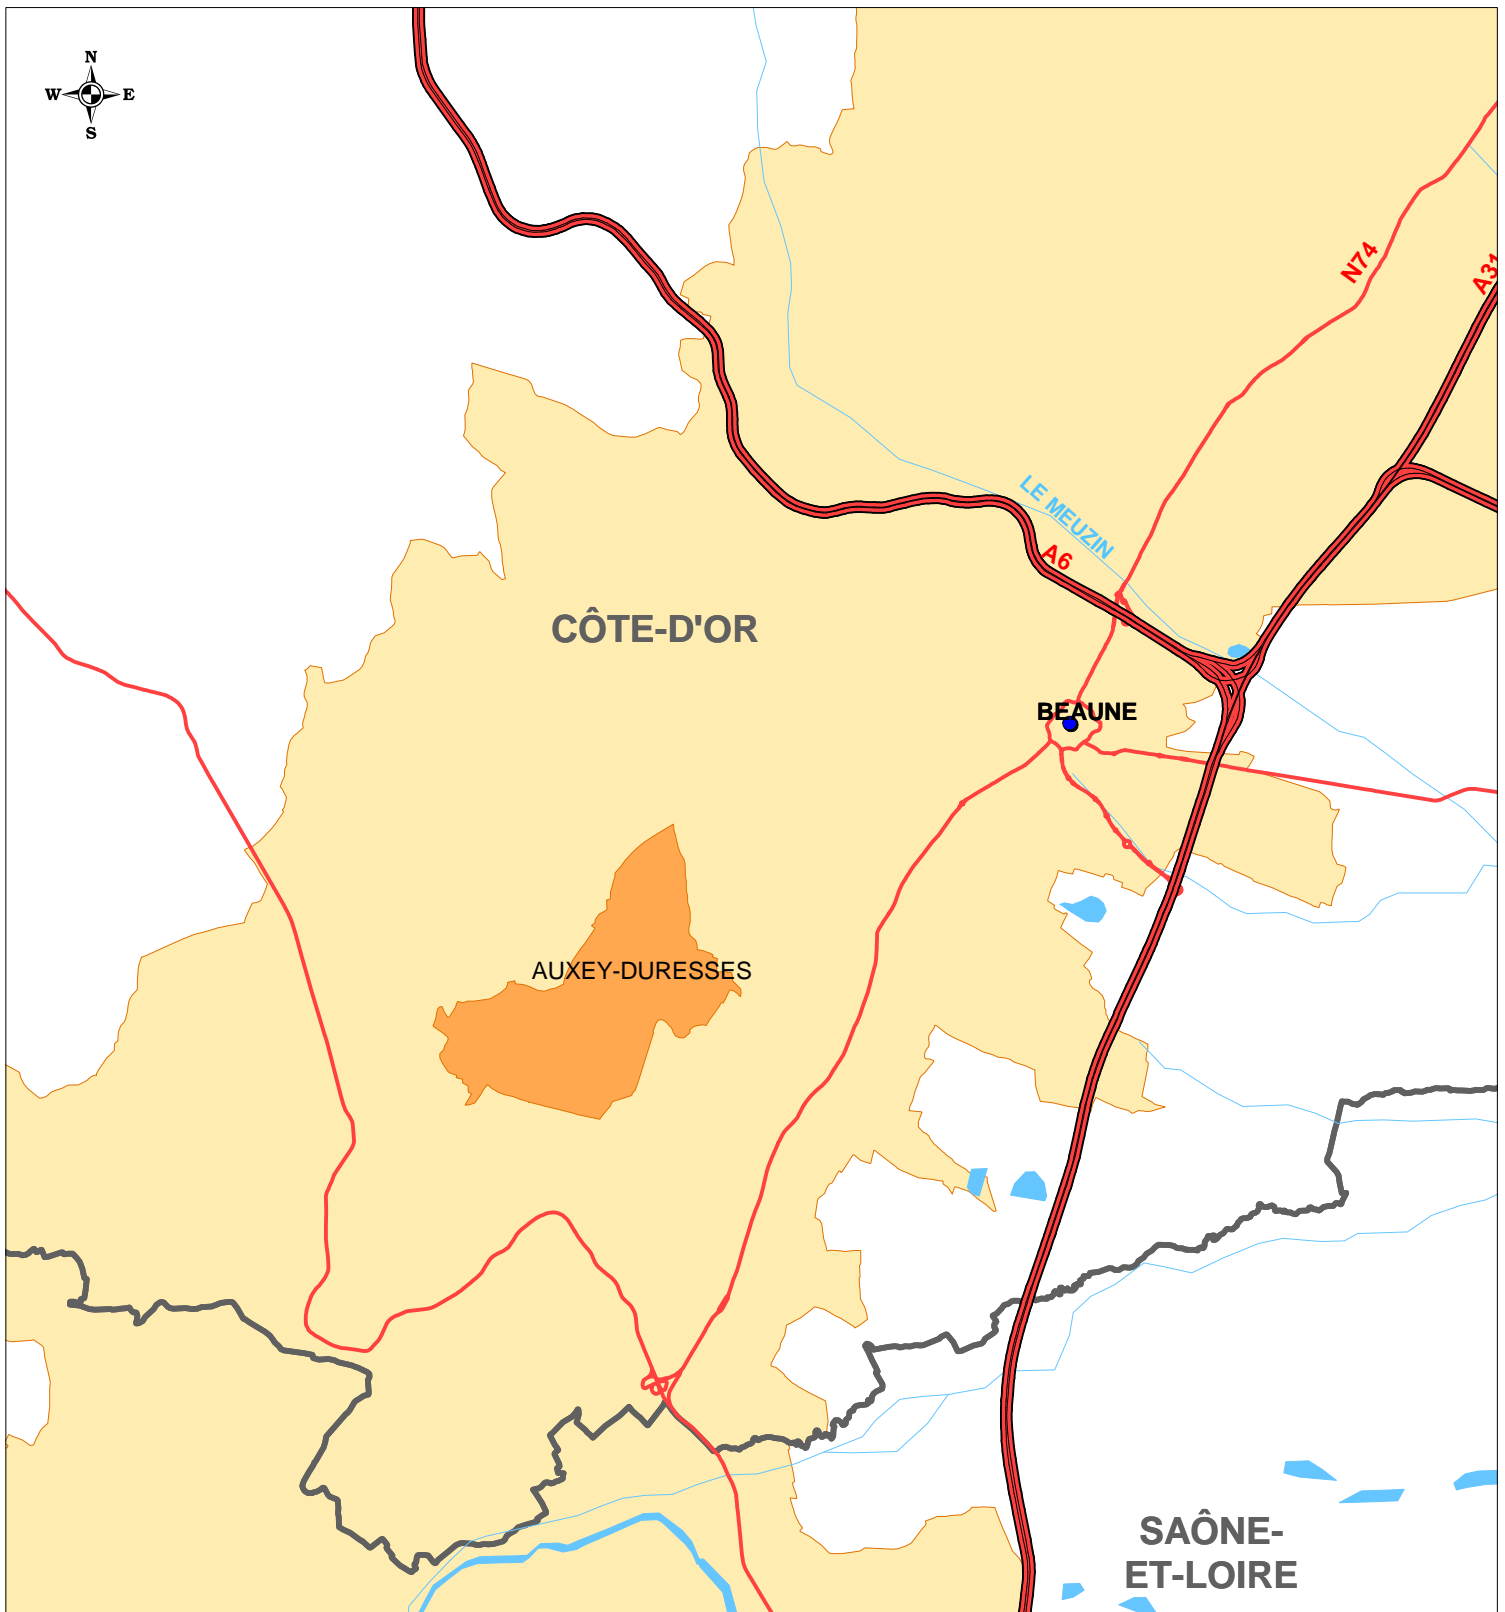 N
W E
S
N74
A31
LE MEUZIN
A6
CÔTE-D'OR
BEAUNE
AUXEY-DURESSES
SAÔNE-
ET-LOIRE